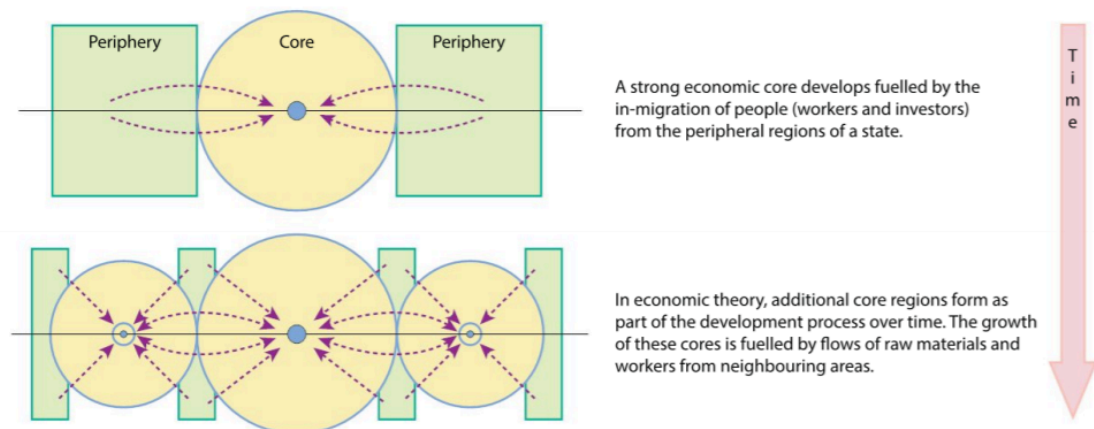 Periphery
Core
Periphery
A strong economic core develops fuelled by the
in-migration of people (workers and investors)
from the peripheral regions of a state.
Time
In economic theory, additional core regions form as
part of the development process over time. The growth
of these cores is fuelled by flows of raw materials and
workers from neighbouring areas.